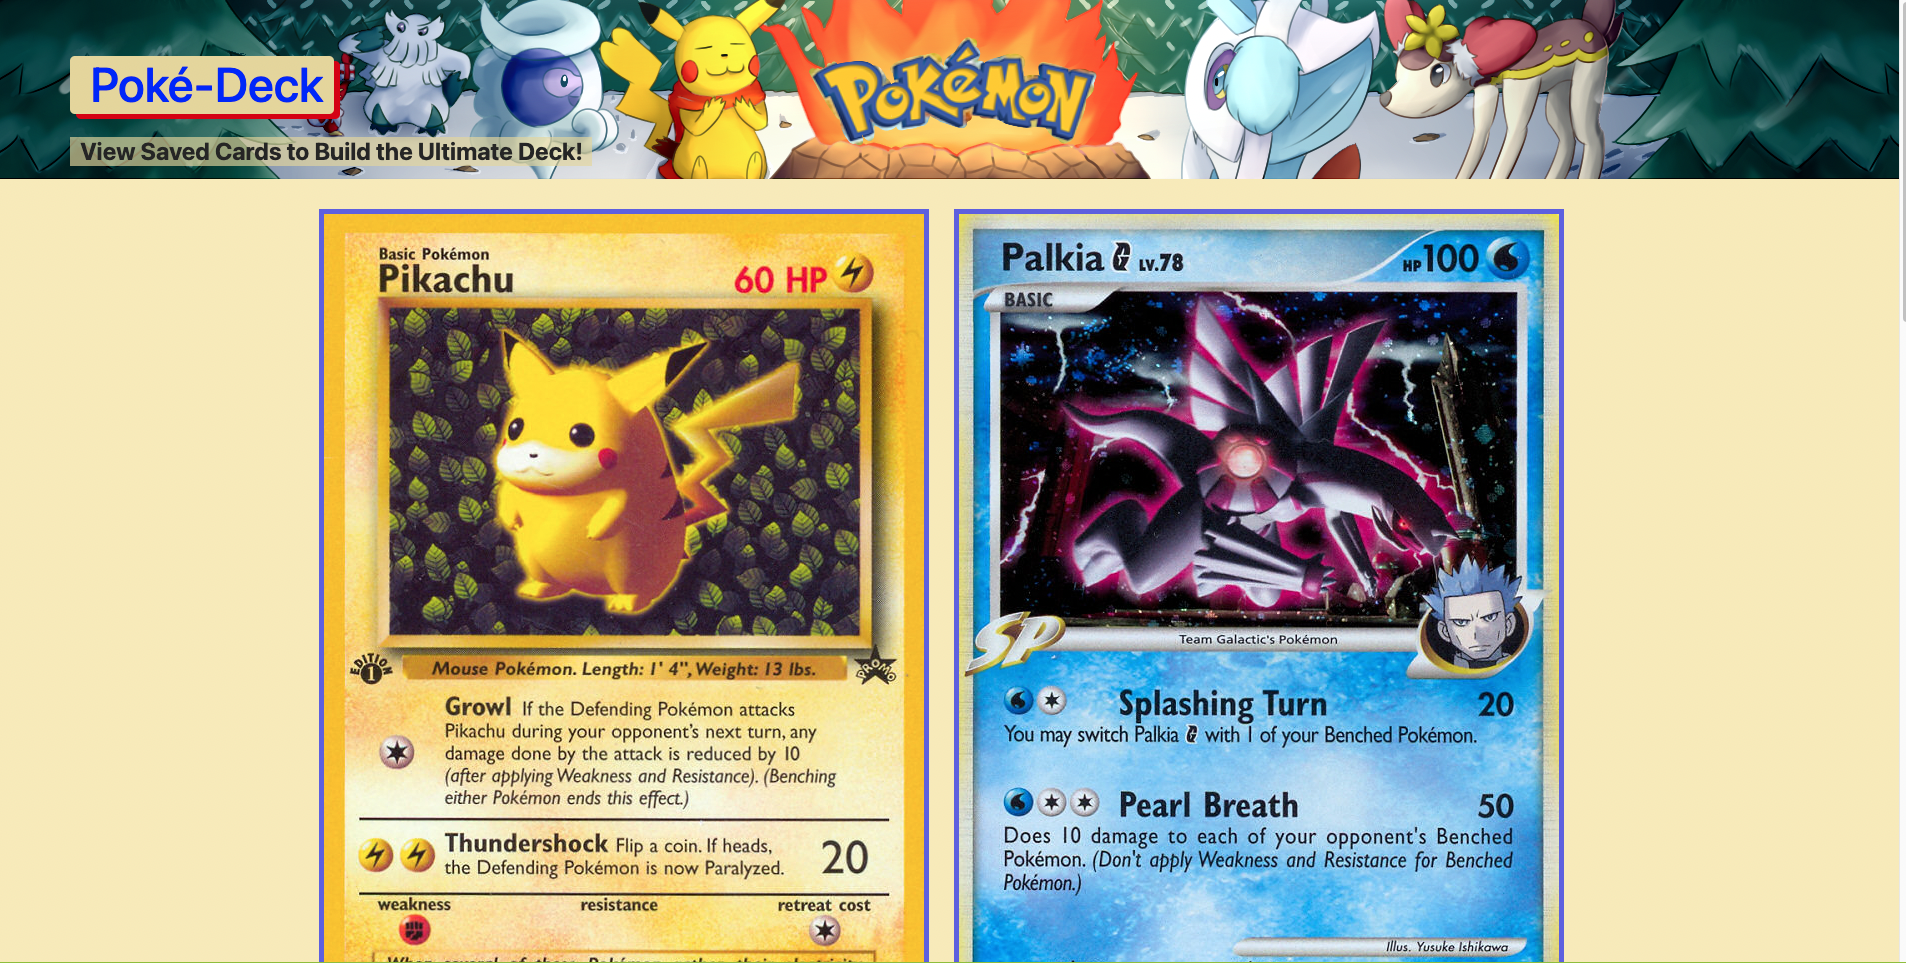 Poké-Deck
POKéMON
View Saved Cards to Build the Ultimate Deck!
Basic Pokémon
Pikachu
60 HP
EDITION
1
Mouse Pokémon. Length: 1' 4", Weight: 13 lbs.
PROMO
Growl If the Defending Pokémon attacks
Pikachu during your opponent's next turn, any
damage done by the attack is reduced by 10
(after applying Weakness and Resistance). (Benching
either Pokémon ends this effect.)
Thundershock Flip a coin. If heads,
the Defending Pokémon is now Paralyzed.
20
weakness resistance retreat cost
Palkia G LV.78
HP 100
BASIC
SP
Team Galactic's Pokémon
Splashing Turn 20
You may switch Palkia G with 1 of your Benched Pokémon.
Pearl Breath 50
Does 10 damage to each of your opponent's Benched
Pokémon. (Don't apply Weakness and Resistance for Benched
Pokémon.)
Illus. Yusuke Ishikawa